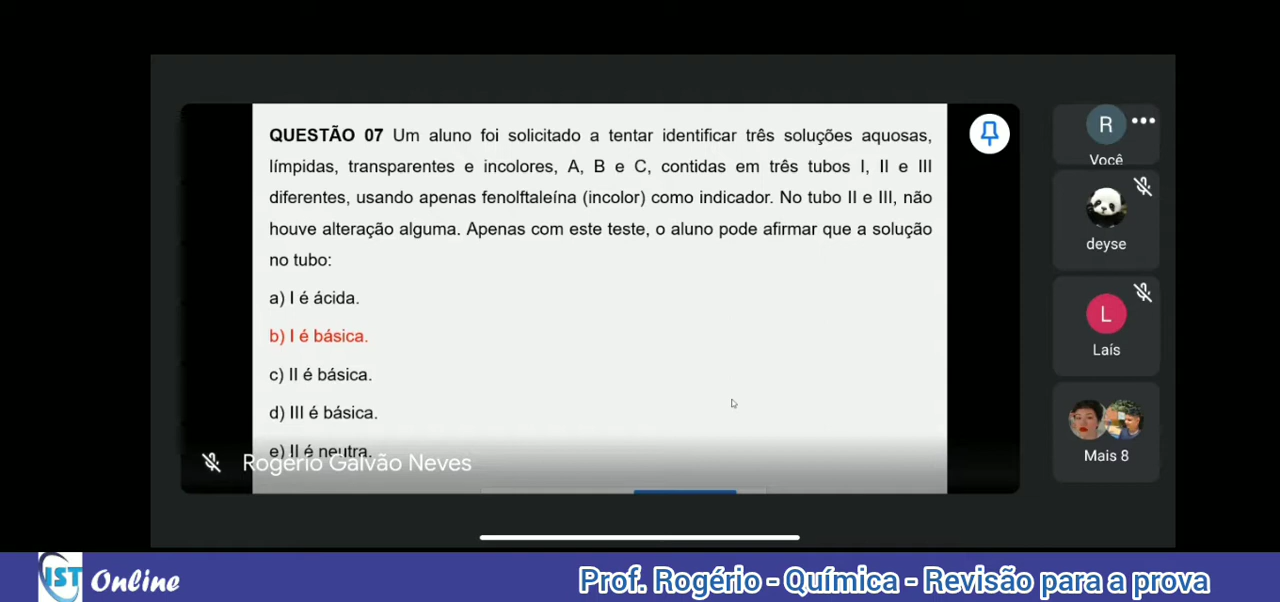 QUESTÃO 07 Um aluno foi solicitado a tentar identificar três soluções aquosas,
límpidas, transparentes e incolores, A, B e C, contidas em três tubos I, II e III
diferentes, usando apenas fenolftaleína (incolor) como indicador. No tubo II e III, não
houve alteração alguma. Apenas com este teste, o aluno pode afirmar que a solução
no tubo:
a) I é ácida.
b) I é básica.
c) II é básica.
d) III é básica.
e) II é neutra.
Rogério Galvão Neves
R
Você
deyse
L
Laís
Mais 8
IST Online
Prof. Rogério - Química - Revisão para a prova